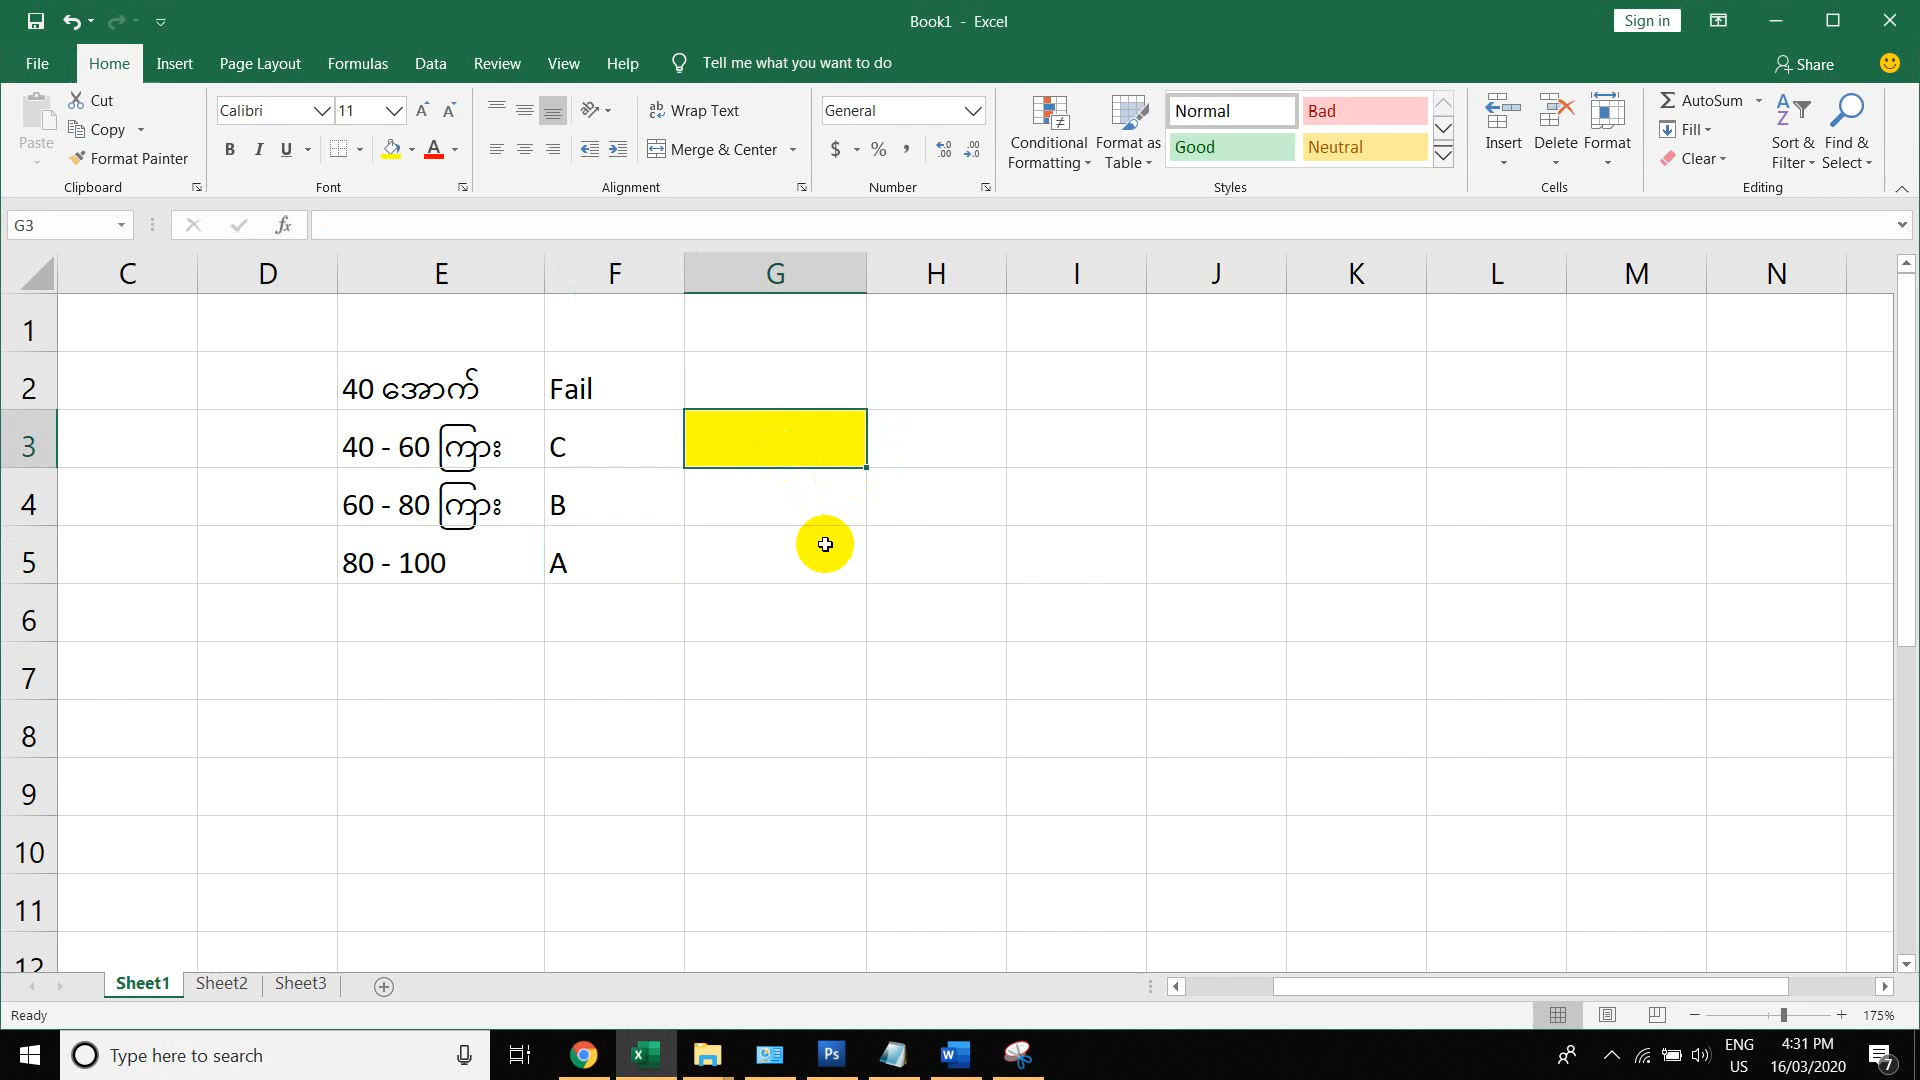 Book1 - Excel
Sign in
File Home Insert Page Layout Formulas Data Review View Help Tell me what you want to do Share
Paste
Cut
Copy
Format Painter
Clipboard
Calibri 11
B I U
Font
Wrap Text
Merge & Center
Alignment
General
$ % ,
Number
Conditional Formatting
Format as Table
Normal Bad
Good Neutral
Styles
Insert Delete Format
Cells
AutoSum
Fill
Clear
Sort & Filter
Find & Select
Editing
G3
fx
C D E F G H I J K L M N
1
2 40 အောက် Fail
3 40 - 60 ကြား C
4 60 - 80 ကြား B
5 80 - 100 A
6
7
8
9
10
11
12
Sheet1 Sheet2 Sheet3
Ready
175%
Type here to search
Ps
ENG
US
4:31 PM
16/03/2020
7